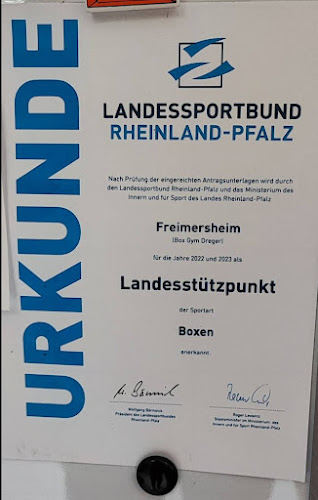 URKUNDE
LANDESSPORTBUND
RHEINLAND-PFALZ
Nach Prüfung der eingereichten Antragsunterlagen wird durch
den Landessportbund Rheinland-Pfalz und das Ministerium des
Innern und für Sport des Landes Rheinland-Pfalz
Freimersheim
(Box Gym Dreger)
für die Jahre 2022 und 2023 als
Landesstützpunkt
der Sportart
Boxen
anerkannt.
Wolfgang Bärnwick
Präsident des Landessportbundes
Rheinland-Pfalz
Roger Lewentz
Staatsminister im Ministerium des
Innern und für Sport Rheinland-Pfalz